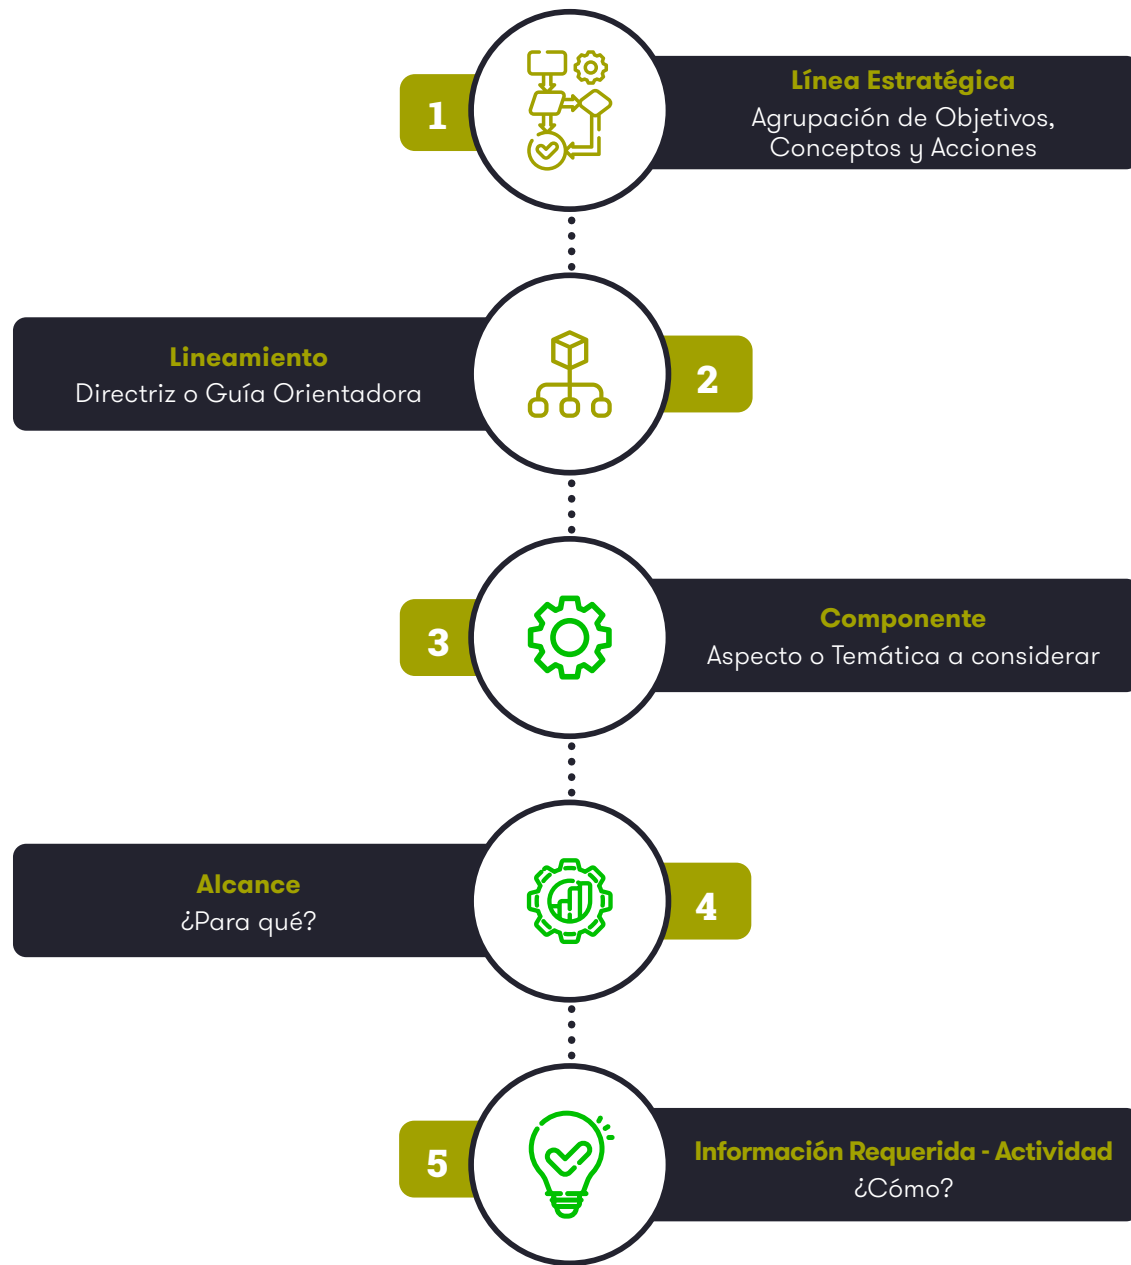 1
Línea Estratégica
Agrupación de Objetivos,
Conceptos y Acciones
Lineamiento
Directriz o Guía Orientadora
2
3
Componente
Aspecto o Temática a considerar
Alcance
¿Para qué?
4
5
Información Requerida - Actividad
¿Cómo?